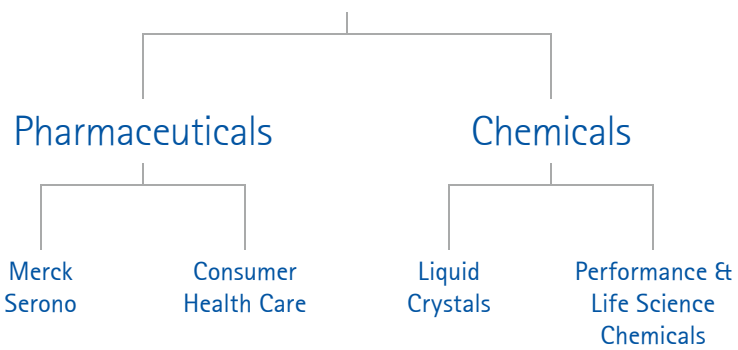 Pharmaceuticals
Chemicals
Merck
Serono
Consumer
Health Care
Liquid
Crystals
Performance &
Life Science
Chemicals